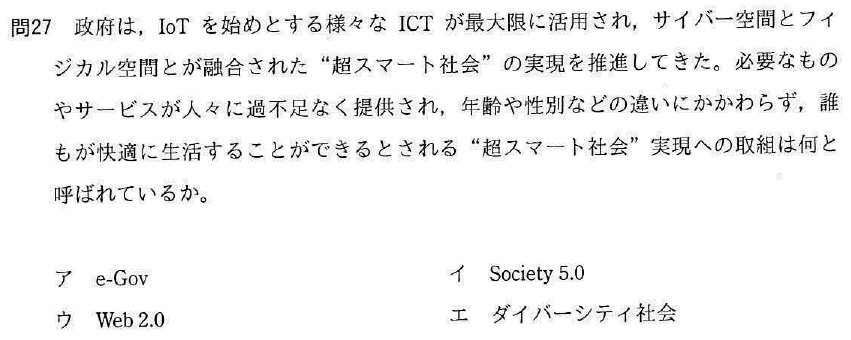 問27 政府は，IoT を始めとする様々な ICT が最大限に活用され，サイバー空間とフィ
ジカル空間とが融合された“超スマート社会”の実現を推進してきた。必要なもの
やサービスが人々に過不足なく提供され，年齢や性別などの違いにかかわらず，誰
もが快適に生活することができるとされる“超スマート社会”実現への取組は何と
呼ばれているか。
ア e-Gov イ Society 5.0
ウ Web 2.0 エ ダイバーシティ社会